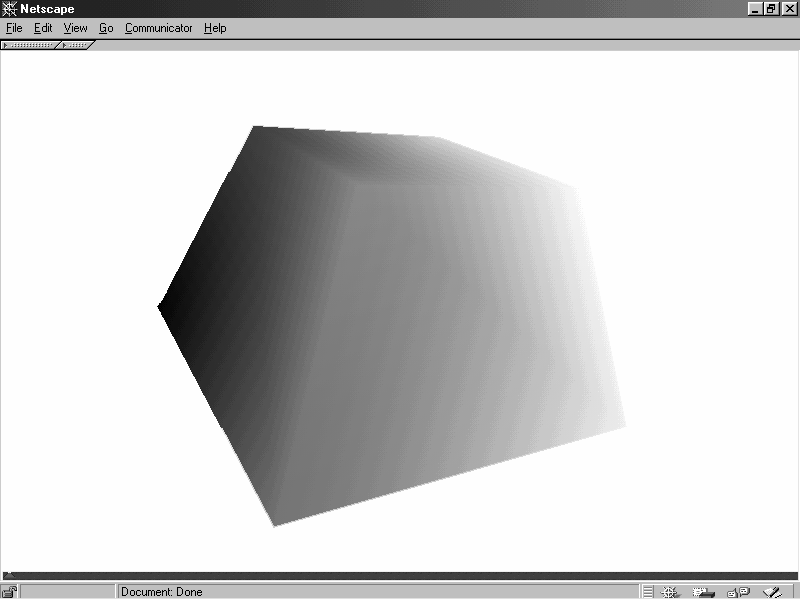 Netscape
File Edit View Go Communicator Help
Document: Done